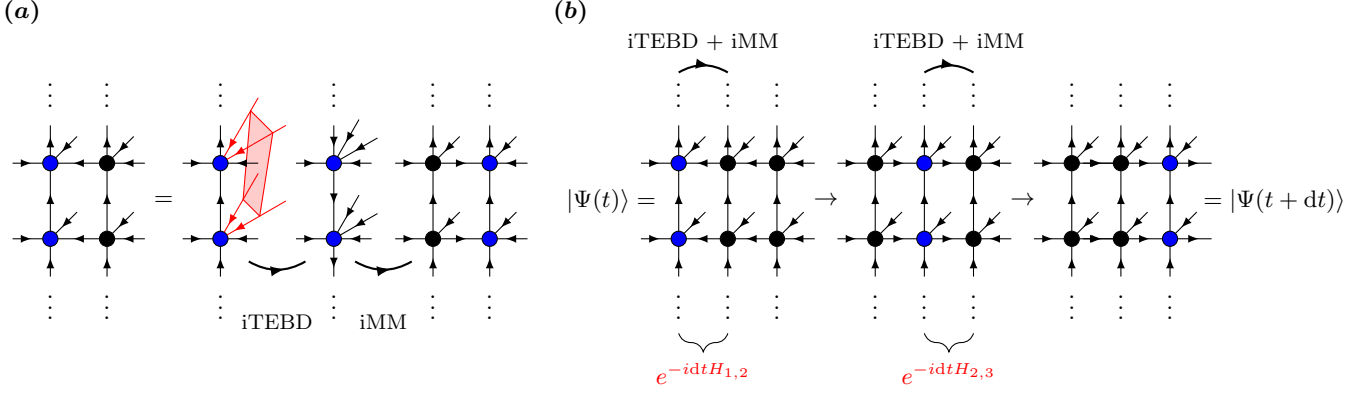 (a)
=
iTEBD
iMM
(b)
iTEBD + iMM
iTEBD + iMM
|Ψ(t)⟩ =
→
→
= |Ψ(t + dt)⟩
e^{-idtH_{1,2}}
e^{-idtH_{2,3}}